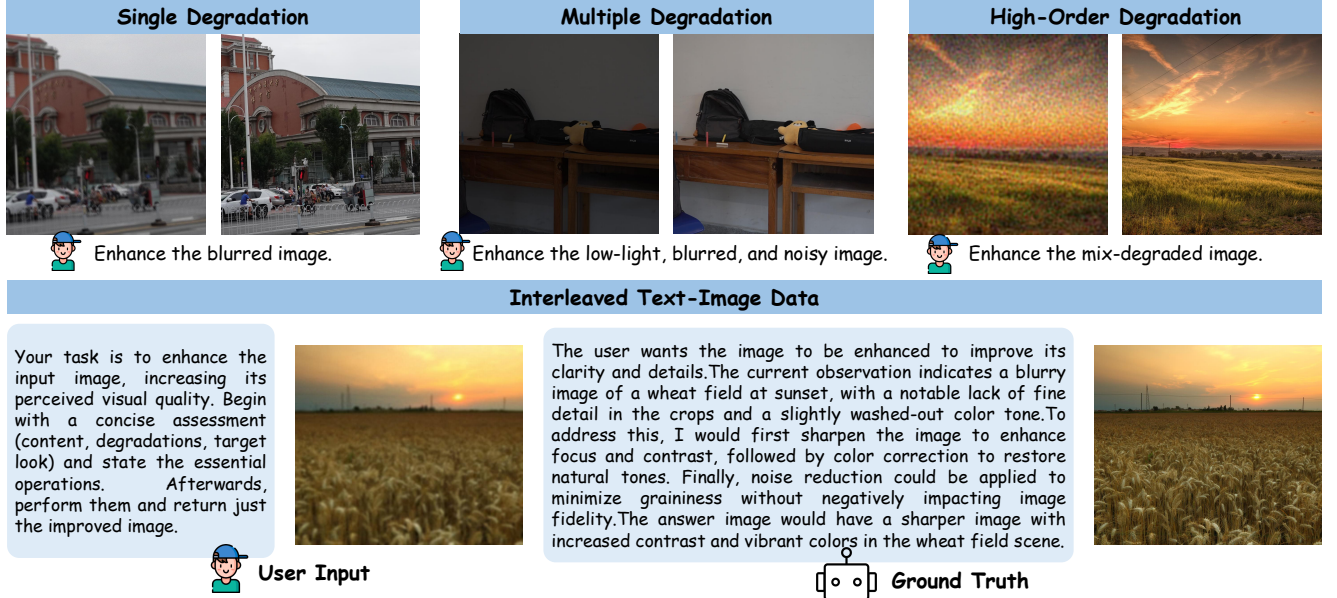 Single Degradation
Multiple Degradation
High-Order Degradation
Enhance the blurred image.
Enhance the low-light, blurred, and noisy image.
Enhance the mix-degraded image.
Interleaved Text-Image Data
Your task is to enhance the
input image, increasing its
perceived visual quality. Begin
with a concise assessment
(content, degradations, target
look) and state the essential
operations. Afterwards,
perform them and return just
the improved image.
User Input
The user wants the image to be enhanced to improve its
clarity and details.The current observation indicates a blurry
image of a wheat field at sunset, with a notable lack of fine
detail in the crops and a slightly washed-out color tone.To
address this, I would first sharpen the image to enhance
focus and contrast, followed by color correction to restore
natural tones. Finally, noise reduction could be applied to
minimize graininess without negatively impacting image
fidelity.The answer image would have a sharper image with
increased contrast and vibrant colors in the wheat field scene.
Ground Truth